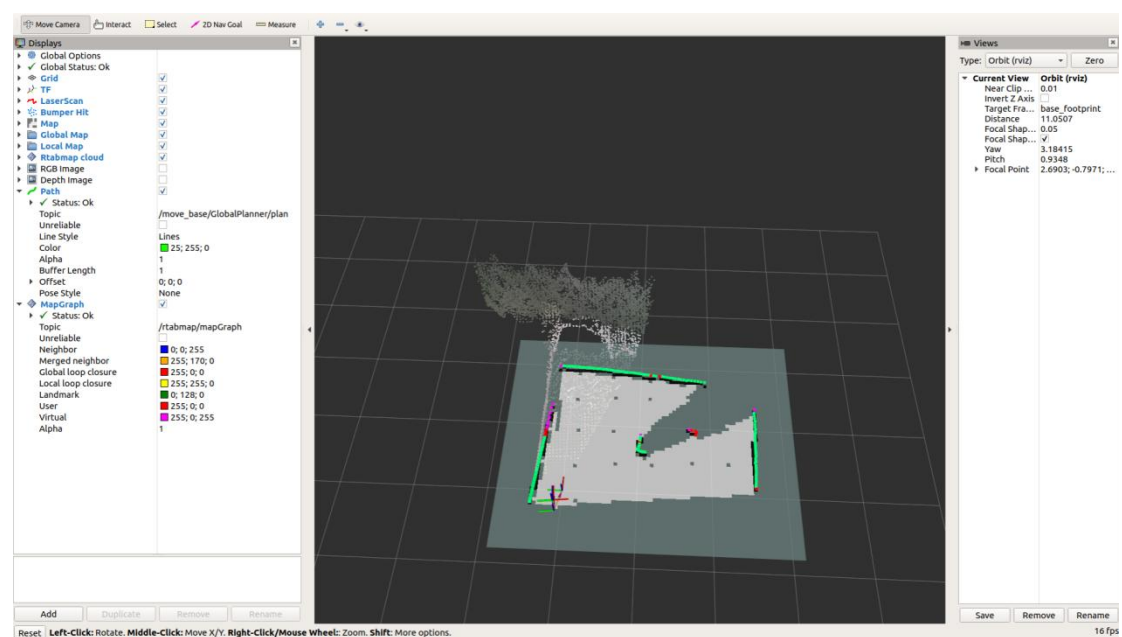 Move Camera Interact Select 2D Nav Goal Measure
Displays
Global Options
Global Status: Ok
Grid
TF
LaserScan
Bumper Hit
Map
Global Map
Local Map
Rtabmap cloud
RGB Image
Depth Image
Path
Status: Ok
Topic /move_base/GlobalPlanner/plan
Unreliable
Line Style Lines
Color 25; 255; 0
Alpha 1
Buffer Length 1
Offset 0; 0; 0
Pose Style None
MapGraph
Status: Ok
Topic /rtabmap/mapGraph
Unreliable
Neighbor 0; 0; 255
Merged neighbor 255; 170; 0
Global loop closure 255; 0; 0
Local loop closure 255; 255; 0
Landmark 0; 128; 0
User 255; 0; 0
Virtual 255; 0; 255
Alpha 1
Add Duplicate Remove Rename
Views
Type: Orbit (rviz) Zero
Current View Orbit (rviz)
Near Clip ... 0.01
Invert Z Axis
Target Fra... base_footprint
Distance 11.0507
Focal Shap... 0.05
Focal Shap...
Yaw 3.18415
Pitch 0.9348
Focal Point 2.6903; -0.7971; ...
Save Remove Rename
Reset Left-Click: Rotate. Middle-Click: Move X/Y. Right-Click/Mouse Wheel:: Zoom. Shift: More options. 16 fps